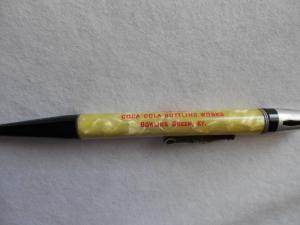 COCA COLA BOTTLING WORKS
BOWLING GREEN, KY.